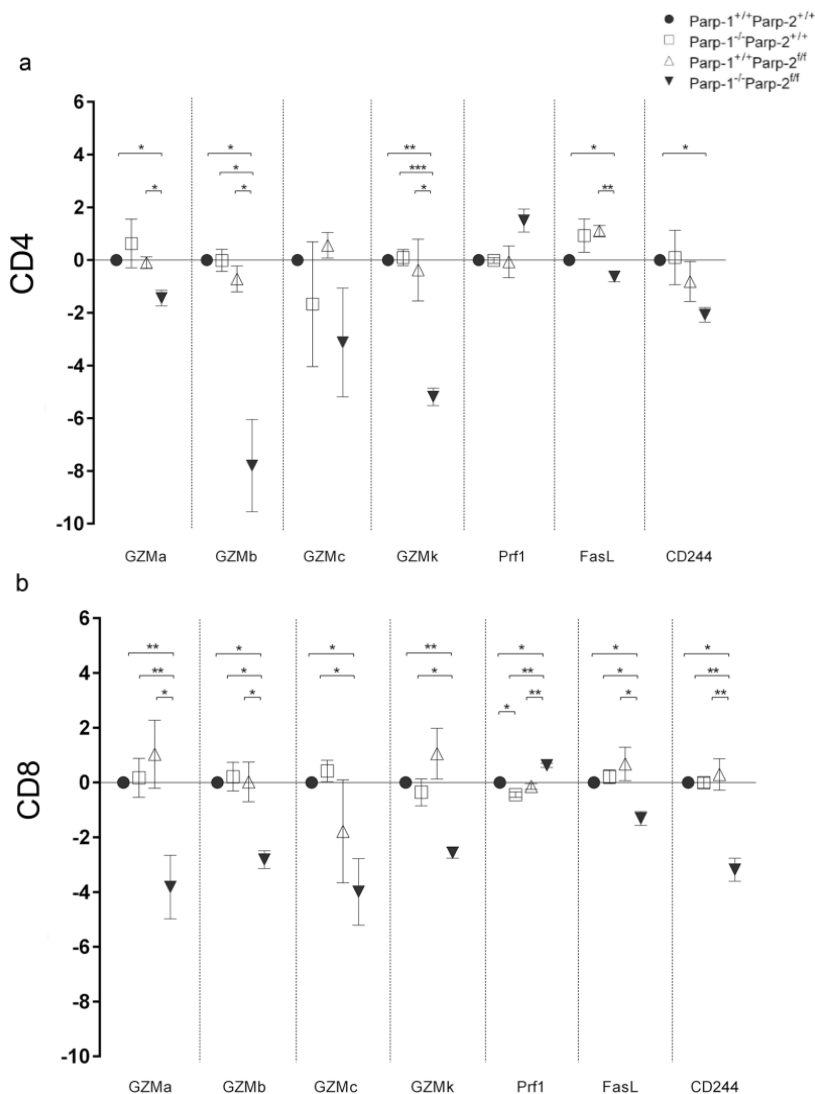 Parp-1+/+Parp-2+/+
Parp-1-/-Parp-2+/+
Parp-1+/+Parp-2f/f
Parp-1-/-Parp-2f/f
a
CD4
6
4
2
0
-2
-4
-6
-8
-10
* * * ** * *
* * *** **
* *
GZMa GZMb GZMc GZMk Prf1 FasL CD244
b
CD8
6
4
2
0
-2
-4
-6
-8
-10
** * * ** * * *
** * * * ** * **
* * * ** * **
GZMa GZMb GZMc GZMk Prf1 FasL CD244